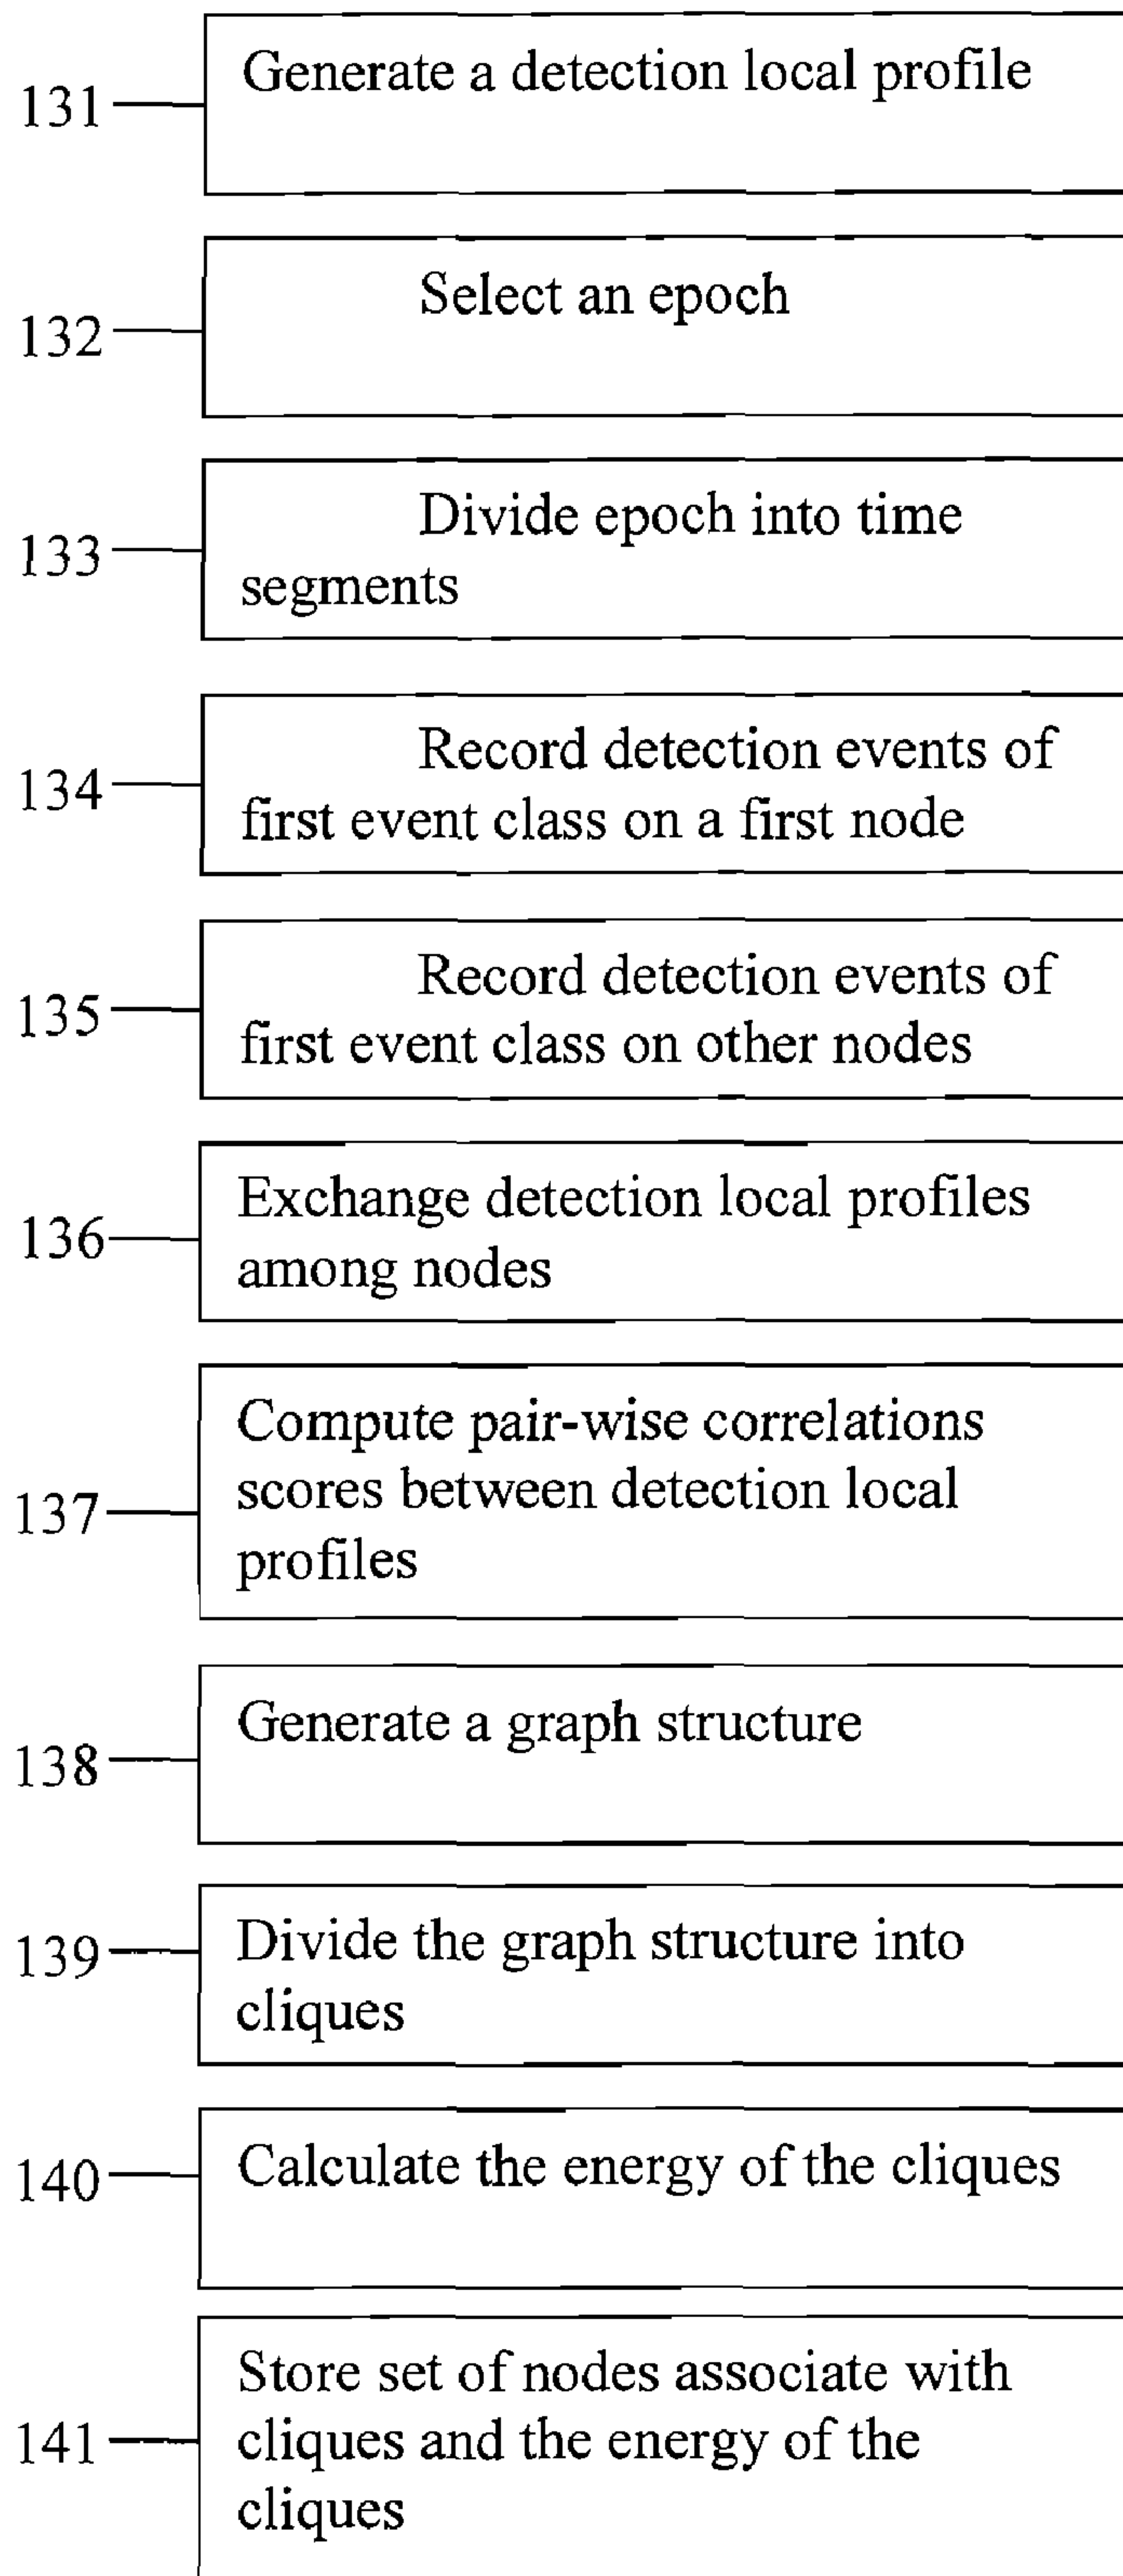 131
Generate a detection local profile
132
Select an epoch
133
Divide epoch into time
segments
134
Record detection events of
first event class on a first node
135
Record detection events of
first event class on other nodes
136
Exchange detection local profiles
among nodes
137
Compute pair-wise correlations
scores between detection local
profiles
138
Generate a graph structure
139
Divide the graph structure into
cliques
140
Calculate the energy of the cliques
141
Store set of nodes associate with
cliques and the energy of the
cliques